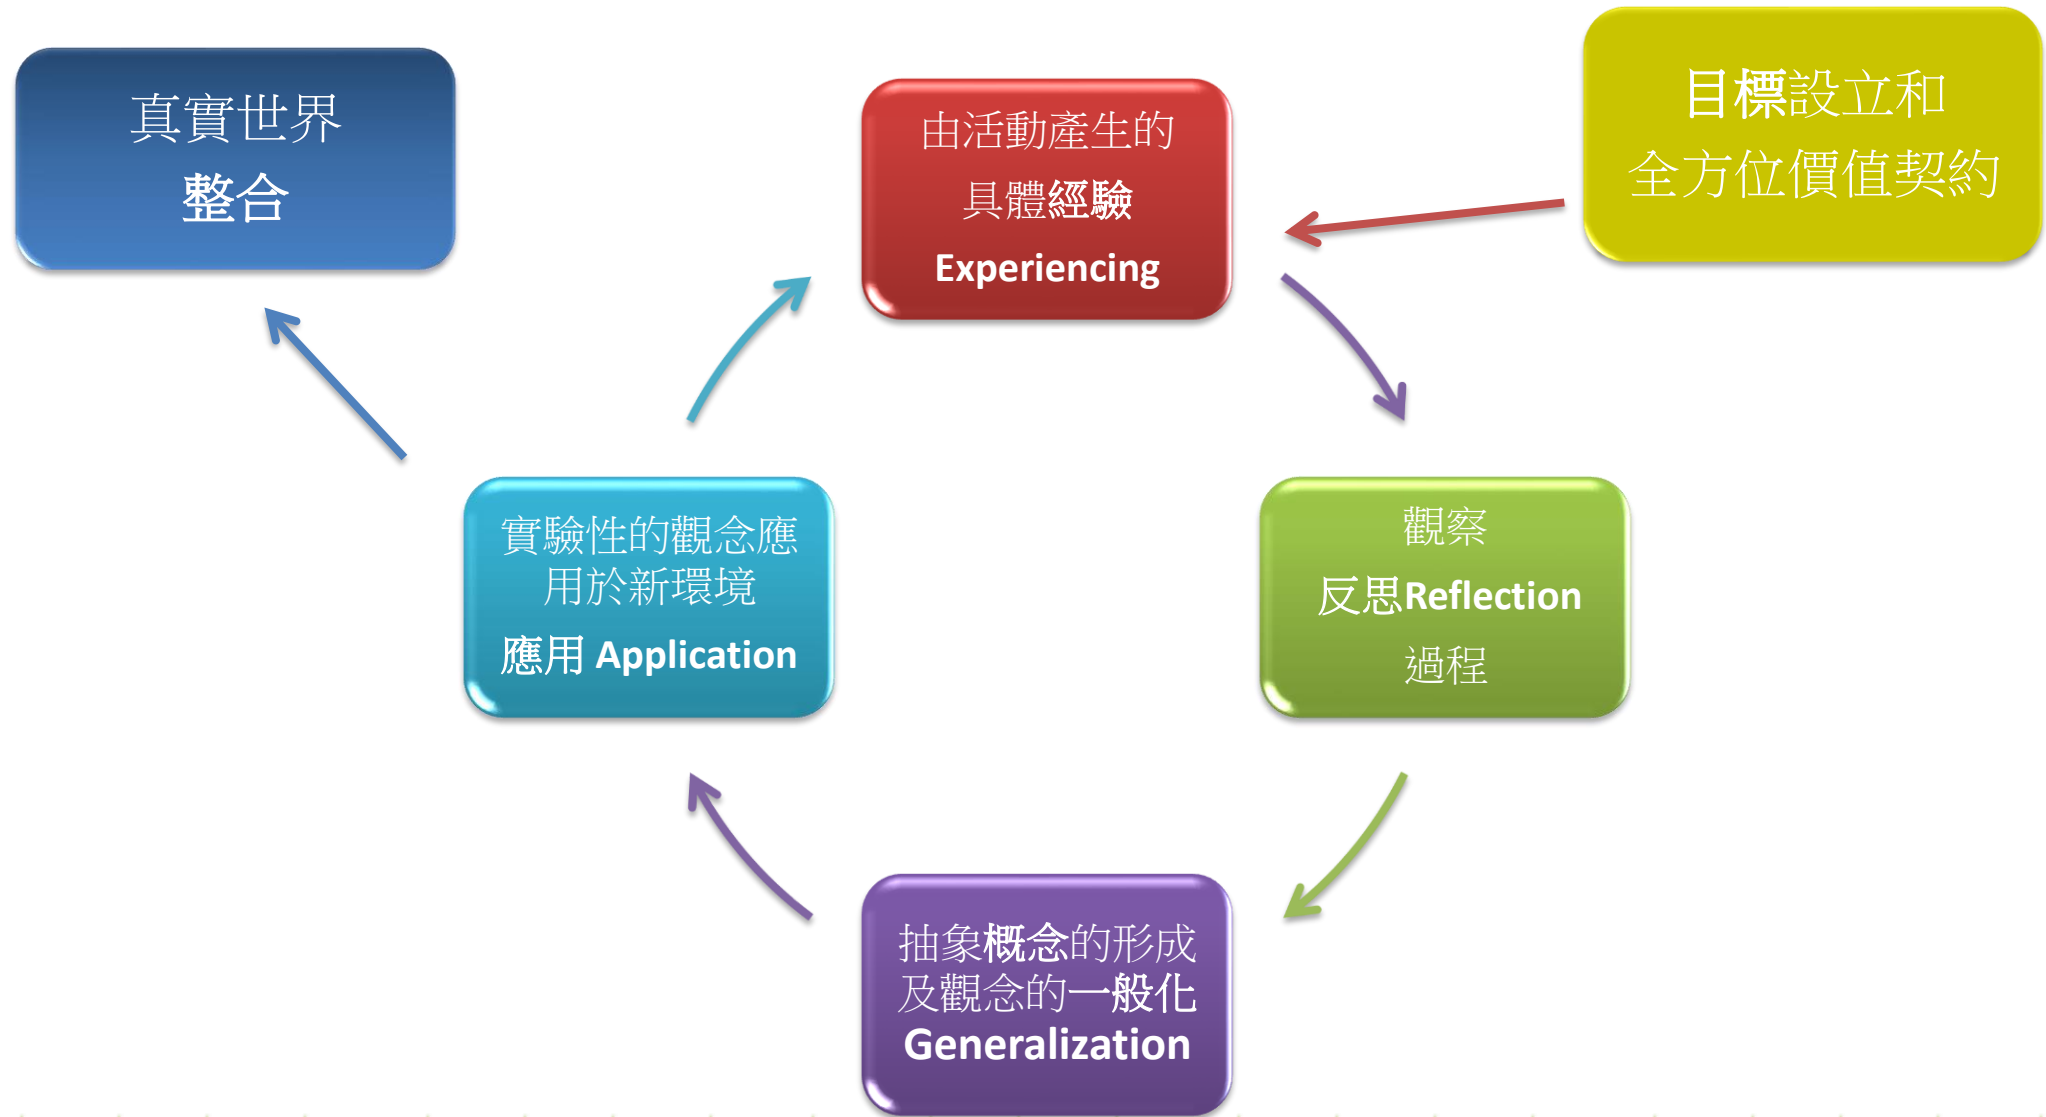 真實世界
整合
由活動產生的
具體經驗
Experiencing
目標設立和
全方位價值契約
實驗性的觀念應
用於新環境
應用 Application
觀察
反思Reflection
過程
抽象概念的形成
及觀念的一般化
Generalization